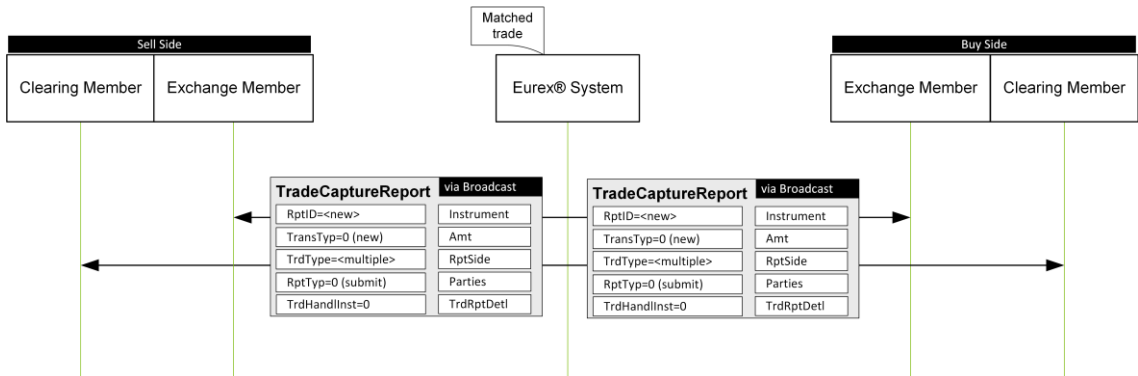 Matched
trade
Sell Side
Buy Side
Clearing Member
Exchange Member
Eurex® System
Exchange Member
Clearing Member
TradeCaptureReport
via Broadcast
RptID=<new>
Instrument
TransTyp=0 (new)
Amt
TrdType=<multiple>
RptSide
RptTyp=0 (submit)
Parties
TrdHandlInst=0
TrdRptDetl
TradeCaptureReport
via Broadcast
RptID=<new>
Instrument
TransTyp=0 (new)
Amt
TrdType=<multiple>
RptSide
RptTyp=0 (submit)
Parties
TrdHandlInst=0
TrdRptDetl